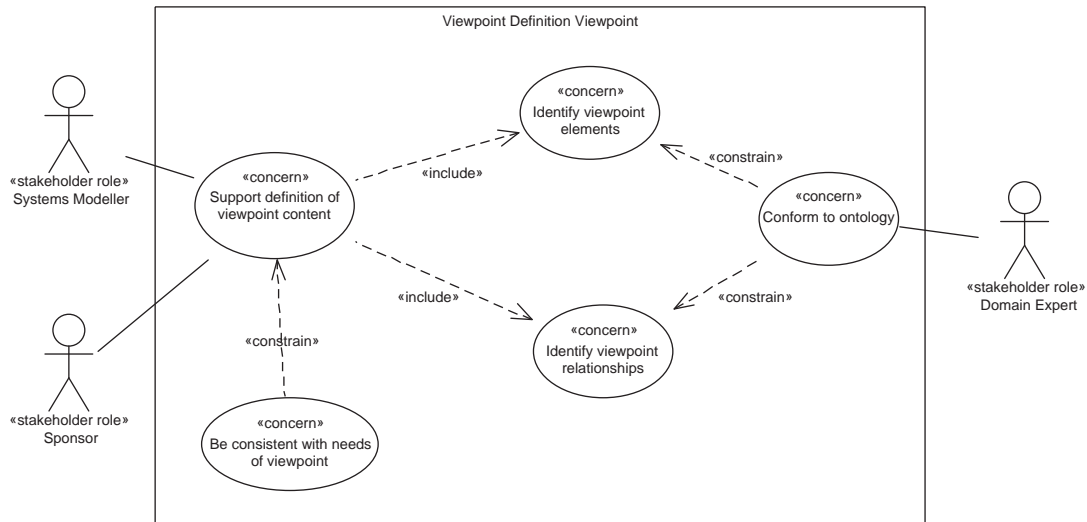 Viewpoint Definition Viewpoint
«concern»
Identify viewpoint
elements
«stakeholder role»
Systems Modeller
«concern»
Support definition of
viewpoint content
«include»
«constrain»
«concern»
Conform to ontology
«stakeholder role»
Domain Expert
«include»
«constrain»
«concern»
Identify viewpoint
relationships
«constrain»
«stakeholder role»
Sponsor
«concern»
Be consistent with needs
of viewpoint